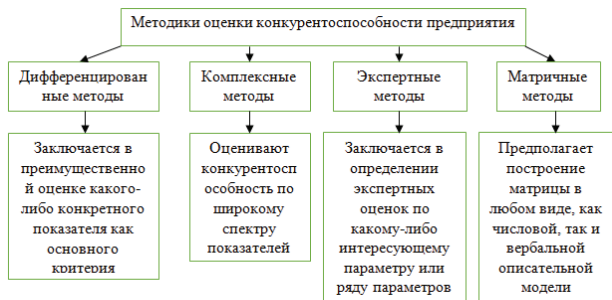 Методики оценки конкурентоспособности предприятия
Дифференцирован
ные методы
Комплексные
методы
Экспертные
методы
Матричные
методы
Заключается в
преимущественно
й оценке какого-
либо конкретного
показателя как
основного
критерия
Оценивают
конкурентосп
особность по
широкому
спектру
показателей
Заключается в
определении
экспертных
оценок по
какому-либо
интересующему
параметру или
ряду параметров
Предполагает
построение
матрицы в
любом виде, как
числовой, так и
вербальной
описательной
модели